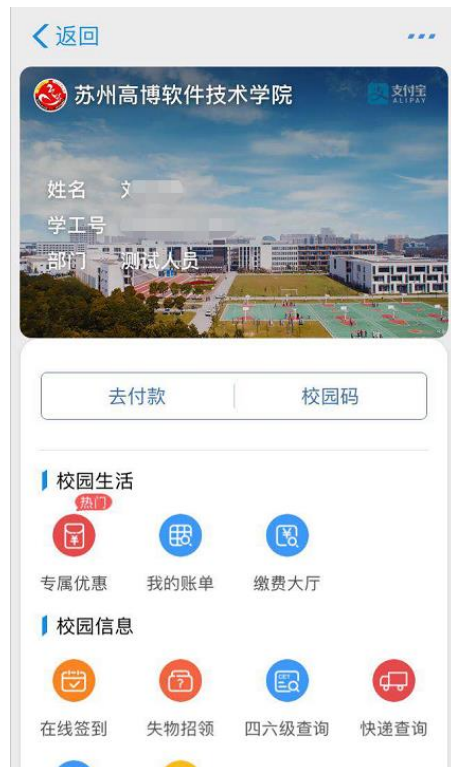 返回
苏州高博软件技术学院
支付宝
ALIPAY
姓名
学工号
部门 测试人员
去付款
校园码
校园生活
热门
专属优惠 我的账单 缴费大厅
校园信息
CET
在线签到 失物招领 四六级查询 快递查询